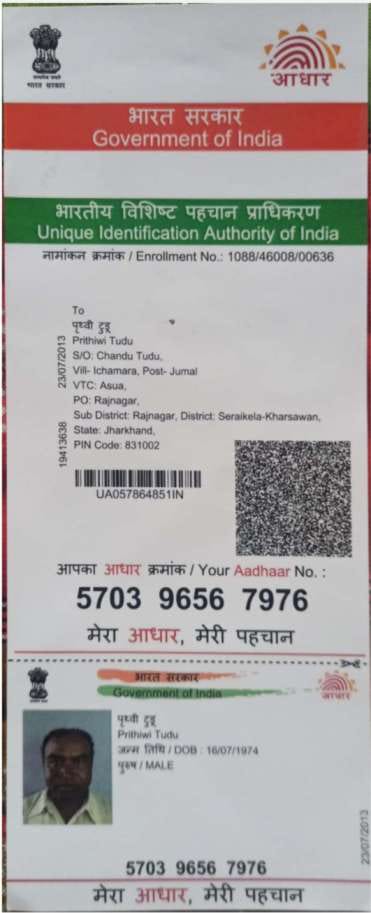 सत्यमेव जयते
भारत सरकार
आधार
भारत सरकार
Government of India
भारतीय विशिष्ट पहचान प्राधिकरण
Unique Identification Authority of India
नामांकन क्रमांक / Enrollment No.: 1088/46008/00636
To
पृथ्वी टुडू
Prithiwi Tudu
S/O: Chandu Tudu,
Vill- Ichamara, Post- Jumal
VTC: Asua,
PO: Rajnagar,
Sub District: Rajnagar, District: Seraikela-Kharsawan,
State: Jharkhand,
PIN Code: 831002
23/07/2013
19413638
UA057864851IN
आपका आधार क्रमांक / Your Aadhaar No. :
5703 9656 7976
मेरा आधार, मेरी पहचान
भारत सरकार
Government of India
आधार
पृथ्वी टुडू
Prithiwi Tudu
जन्म तिथि / DOB : 16/07/1974
पुरुष / MALE
23/07/2013
5703 9656 7976
मेरा आधार, मेरी पहचान